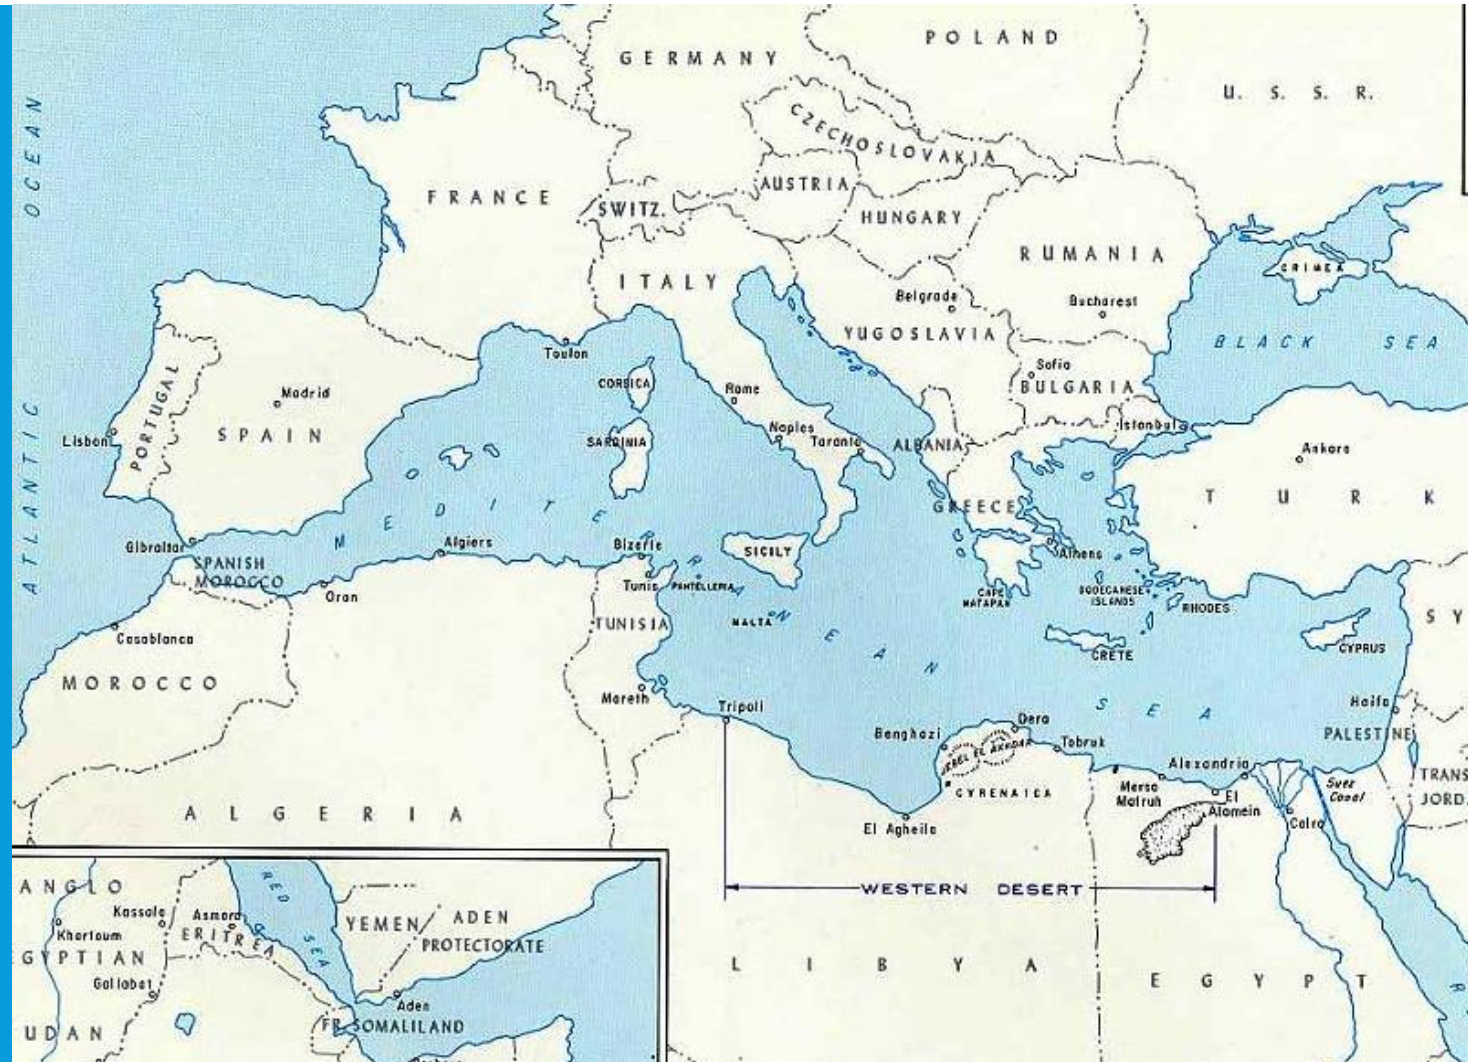 POLAND
GERMANY
U. S. S. R.
ATLANTIC OCEAN
CZECHOSLOVAKIA
AUSTRIA
FRANCE
SWITZ.
HUNGARY
RUMANIA
ITALY
CRIMEA
Belgrade
Bucharest
YUGOSLAVIA
BLACK SEA
Toulon
Sofia
BULGARIA
CORSICA
Rome
Madrid
PORTUGAL
SPAIN
Lisbon
SARDINIA
Naples
Taranto
ALBANIA
Istanbul
Ankara
TURK
GREECE
MEDITERRANEAN SEA
Gibraltar
SPANISH
MOROCCO
Algiers
Bizerte
SICILY
Athens
Oran
Tunis
PANTELLERIA
CAPE
MATAPAN
DODECANESE
ISLANDS
RHODES
Casablanca
TUNISIA
MALTA
CRETE
CYPRUS
SY
MOROCCO
Mareth
Tripoli
Haifa
PALESTINE
Benghazi
Dera
Tobruk
JEBEL EL AKHDAR
CYRENAICA
Alexandria
Mersa
Matruh
El
Alamein
Cairo
Suez
Canal
TRANS
JORD.
ALGERIA
El Agheila
WESTERN DESERT
LIBYA
EGYPT
R
ANGLO
EGYPTIAN
UDAN
Khartoum
Kassala
Gallabat
Asmara
ERITREA
RED SEA
YEMEN
ADEN
PROTECTORATE
Aden
FR. SOMALILAND